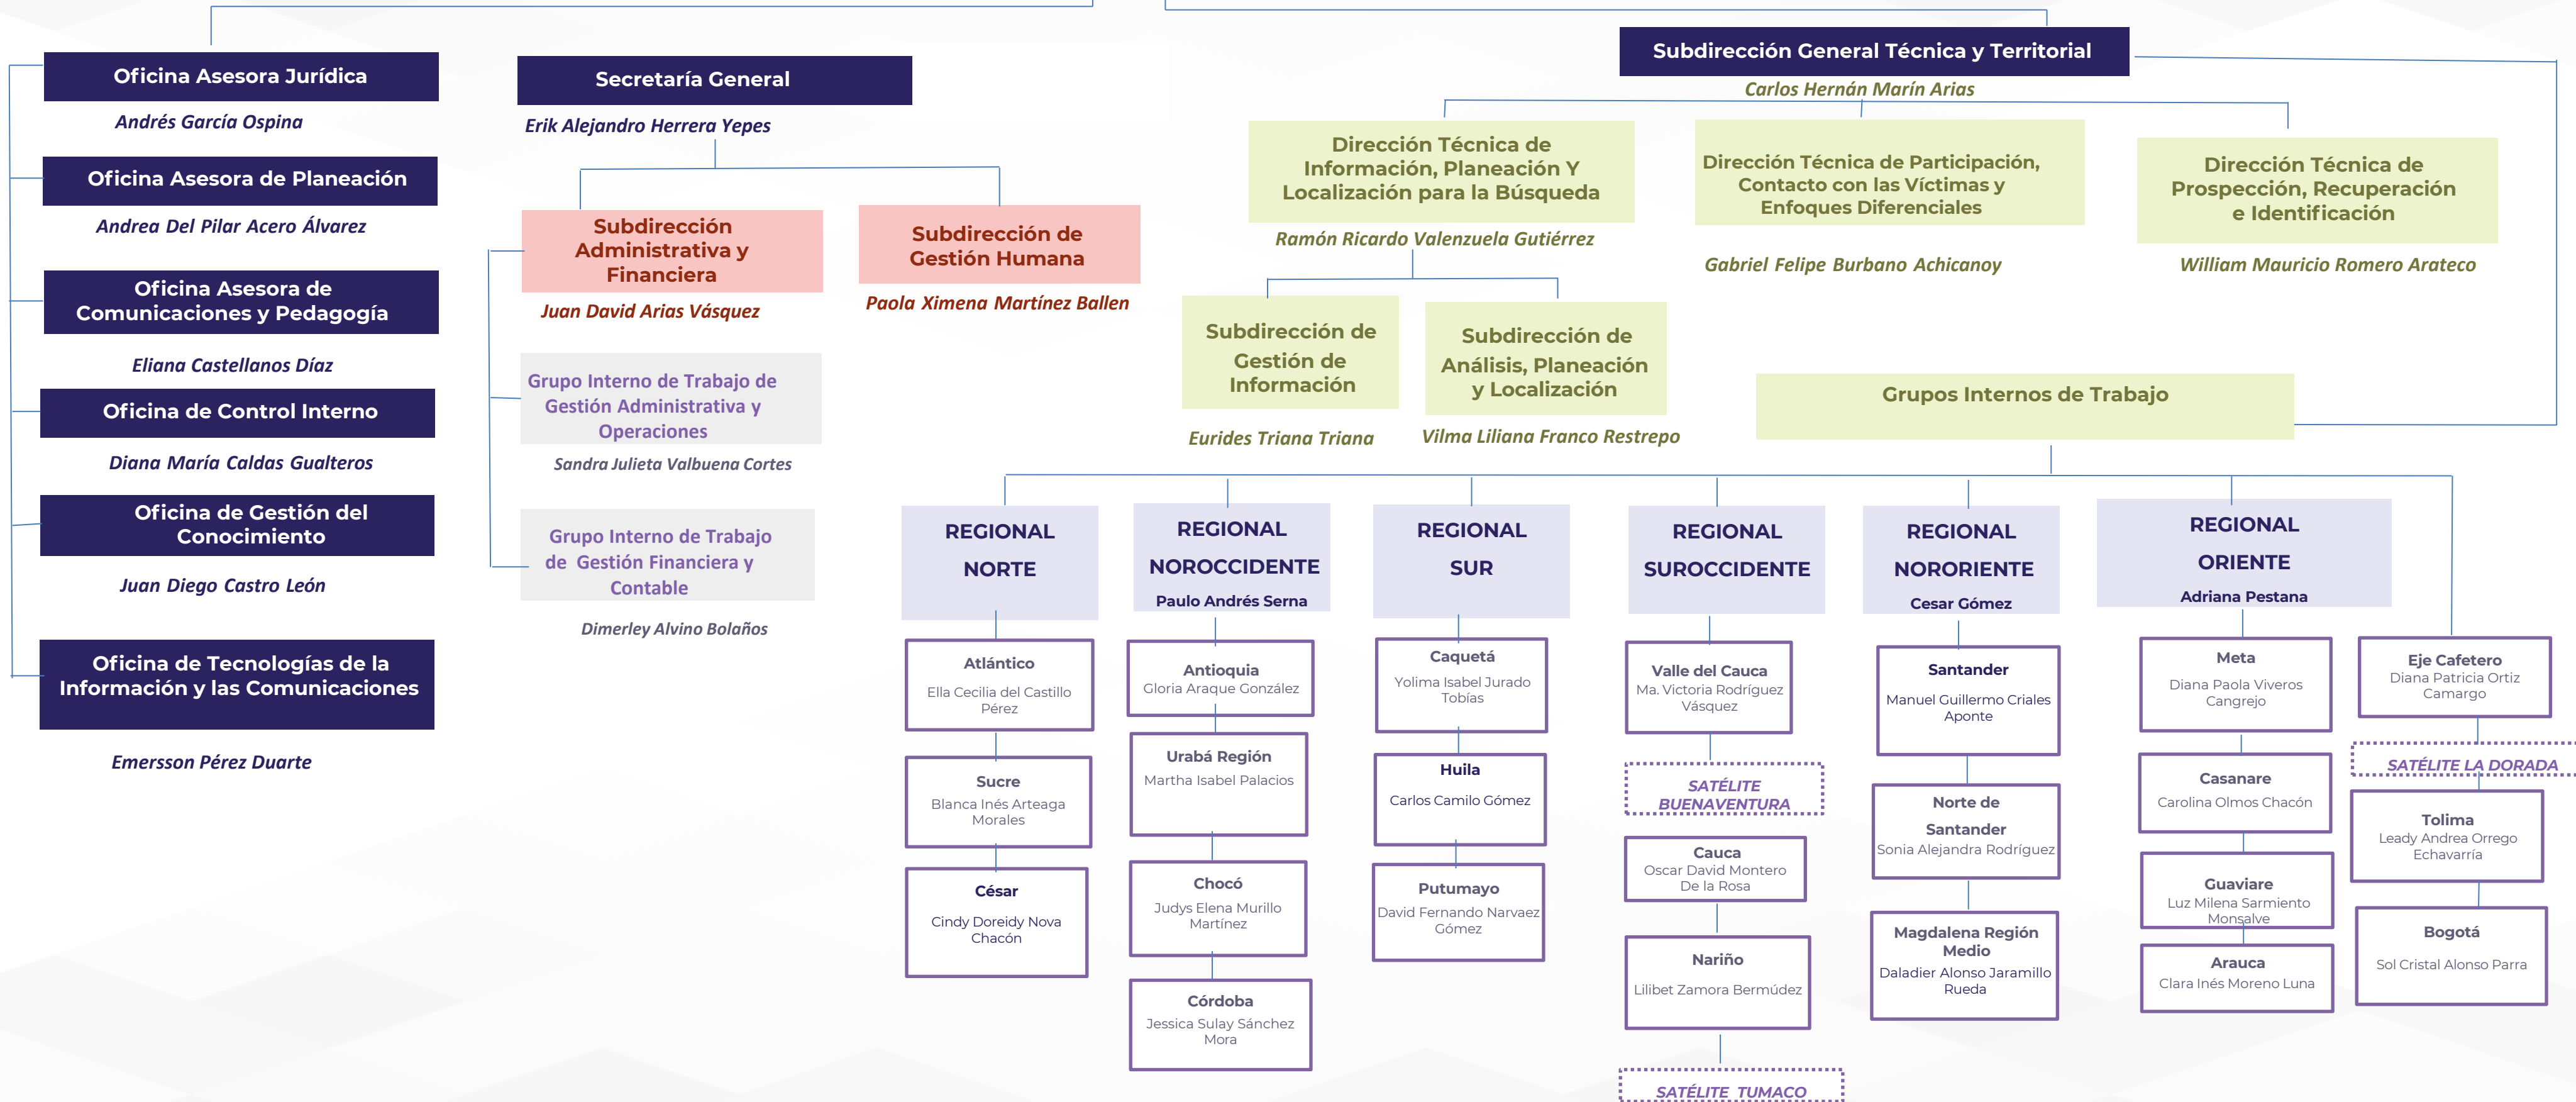 Oficina Asesora Jurídica
Andrés García Ospina
Oficina Asesora de Planeación
Andrea Del Pilar Acero Álvarez
Oficina Asesora de
Comunicaciones y Pedagogía
Eliana Castellanos Díaz
Oficina de Control Interno
Diana María Caldas Gualteros
Oficina de Gestión del
Conocimiento
Juan Diego Castro León
Oficina de Tecnologías de la
Información y las Comunicaciones
Emersson Pérez Duarte
Secretaría General
Erik Alejandro Herrera Yepes
Subdirección
Administrativa y
Financiera
Juan David Arias Vásquez
Subdirección de
Gestión Humana
Paola Ximena Martínez Ballen
Grupo Interno de Trabajo de
Gestión Administrativa y
Operaciones
Sandra Julieta Valbuena Cortes
Grupo Interno de Trabajo
de Gestión Financiera y
Contable
Dimerley Alvino Bolaños
Subdirección General Técnica y Territorial
Carlos Hernán Marín Arias
Dirección Técnica de
Información, Planeación Y
Localización para la Búsqueda
Ramón Ricardo Valenzuela Gutiérrez
Dirección Técnica de Participación,
Contacto con las Víctimas y
Enfoques Diferenciales
Gabriel Felipe Burbano Achicanoy
Dirección Técnica de
Prospección, Recuperación
e Identificación
William Mauricio Romero Arateco
Subdirección de
Gestión de
Información
Eurides Triana Triana
Subdirección de
Análisis, Planeación
y Localización
Vilma Liliana Franco Restrepo
Grupos Internos de Trabajo
REGIONAL
NORTE
Atlántico
Ella Cecilia del Castillo
Pérez
Sucre
Blanca Inés Arteaga
Morales
César
Cindy Doreidy Nova
Chacón
REGIONAL
NOROCCIDENTE
Paulo Andrés Serna
Antioquia
Gloria Araque González
Urabá Región
Martha Isabel Palacios
Chocó
Judys Elena Murillo
Martínez
Córdoba
Jessica Sulay Sánchez
Mora
REGIONAL
SUR
Caquetá
Yolima Isabel Jurado
Tobías
Huila
Carlos Camilo Gómez
Putumayo
David Fernando Narvaez
Gómez
REGIONAL
SUROCCIDENTE
Valle del Cauca
Ma. Victoria Rodríguez
Vásquez
SATÉLITE
BUENAVENTURA
Cauca
Oscar David Montero
De la Rosa
Nariño
Lilibet Zamora Bermúdez
SATÉLITE TUMACO
REGIONAL
NORORIENTE
Cesar Gómez
Santander
Manuel Guillermo Criales
Aponte
Norte de
Santander
Sonia Alejandra Rodríguez
Magdalena Región
Medio
Daladier Alonso Jaramillo
Rueda
REGIONAL
ORIENTE
Adriana Pestana
Meta
Diana Paola Viveros
Cangrejo
Casanare
Carolina Olmos Chacón
Guaviare
Luz Milena Sarmiento
Monsalve
Arauca
Clara Inés Moreno Luna
Eje Cafetero
Diana Patricia Ortiz
Camargo
SATÉLITE LA DORADA
Tolima
Leady Andrea Orrego
Echavarría
Bogotá
Sol Cristal Alonso Parra